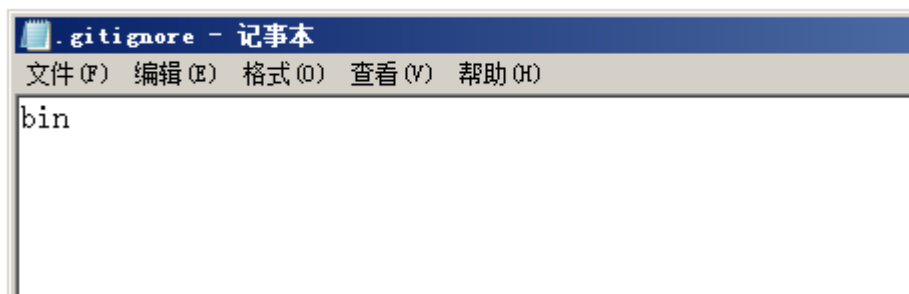 .gitignore - 记事本
文件(F) 编辑(E) 格式(O) 查看(V) 帮助(H)
bin